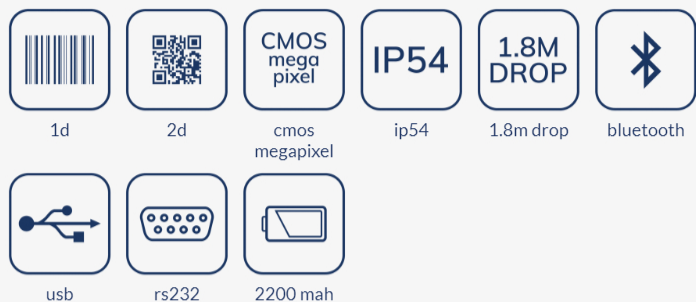 CMOS
mega
pixel
IP54
1.8M
DROP
1d
2d
cmos
megapixel
ip54
1.8m drop
bluetooth
usb
rs232
2200 mah